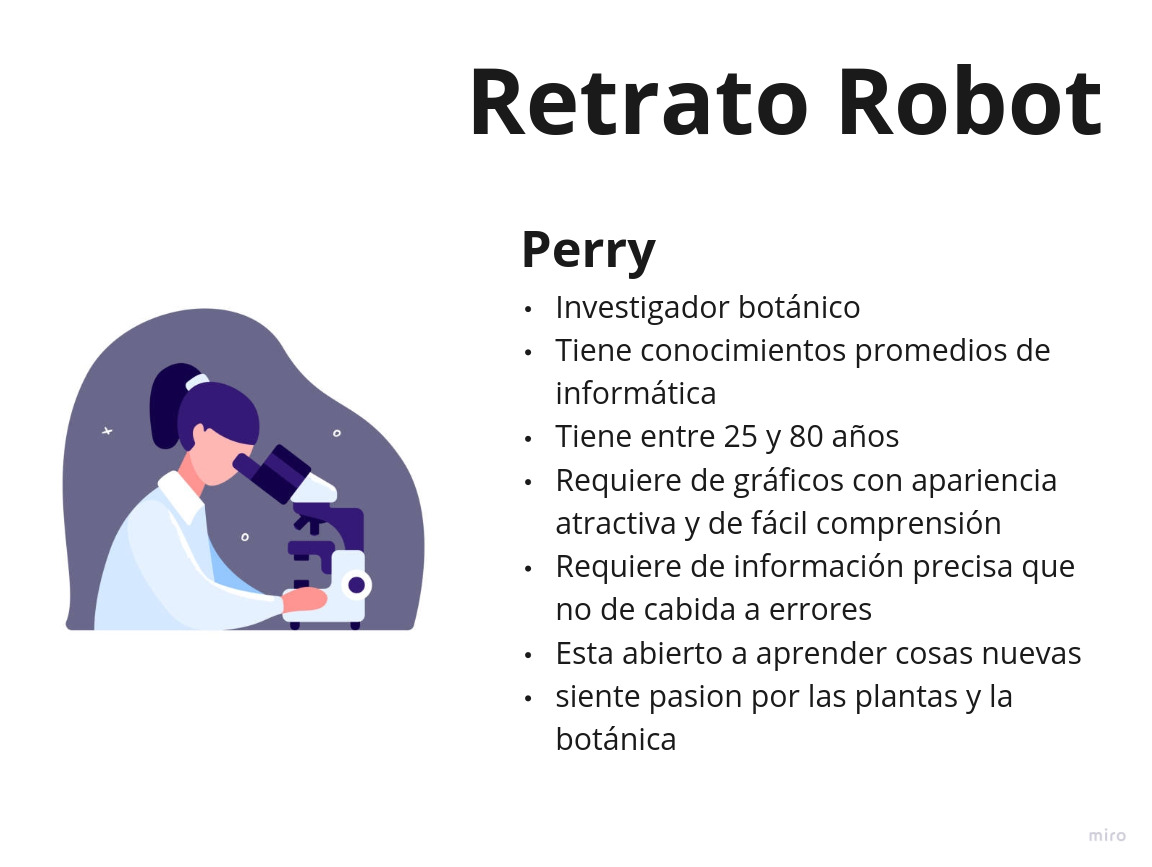 Retrato Robot
Perry
• Investigador botánico
• Tiene conocimientos promedios de
informática
• Tiene entre 25 y 80 años
• Requiere de gráficos con apariencia
atractiva y de fácil comprensión
• Requiere de información precisa que
no de cabida a errores
• Esta abierto a aprender cosas nuevas
• siente pasion por las plantas y la
botánica
miro